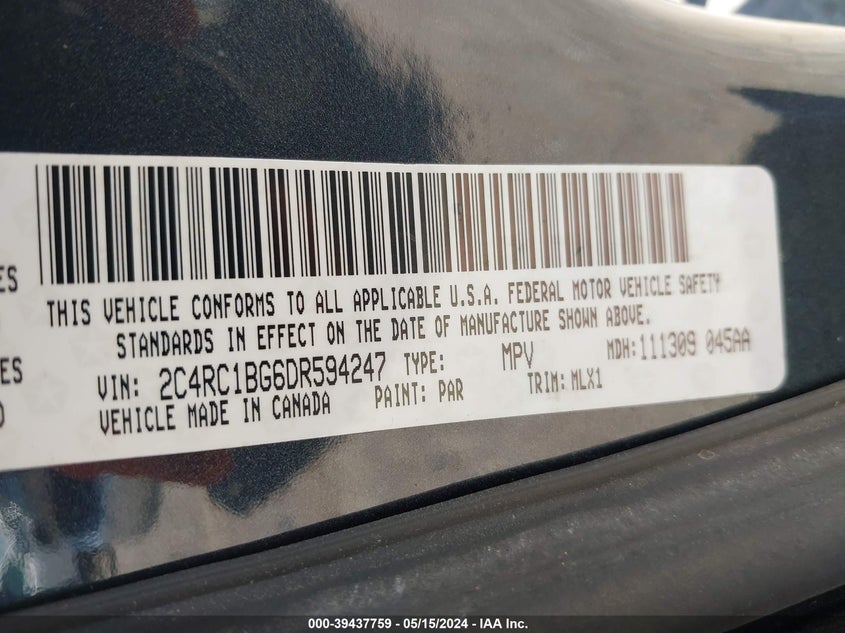 ES
THIS VEHICLE CONFORMS TO ALL APPLICABLE U.S.A. FEDERAL MOTOR VEHICLE SAFETY
STANDARDS IN EFFECT ON THE DATE OF MANUFACTURE SHOWN ABOVE.
ES
VIN: 2C4RC1BG6DR594247 TYPE: MPV MDH:111309 045AA
VEHICLE MADE IN CANADA PAINT: PAR TRIM: MLX1
000-39437759 - 05/15/2024 - IAA Inc.